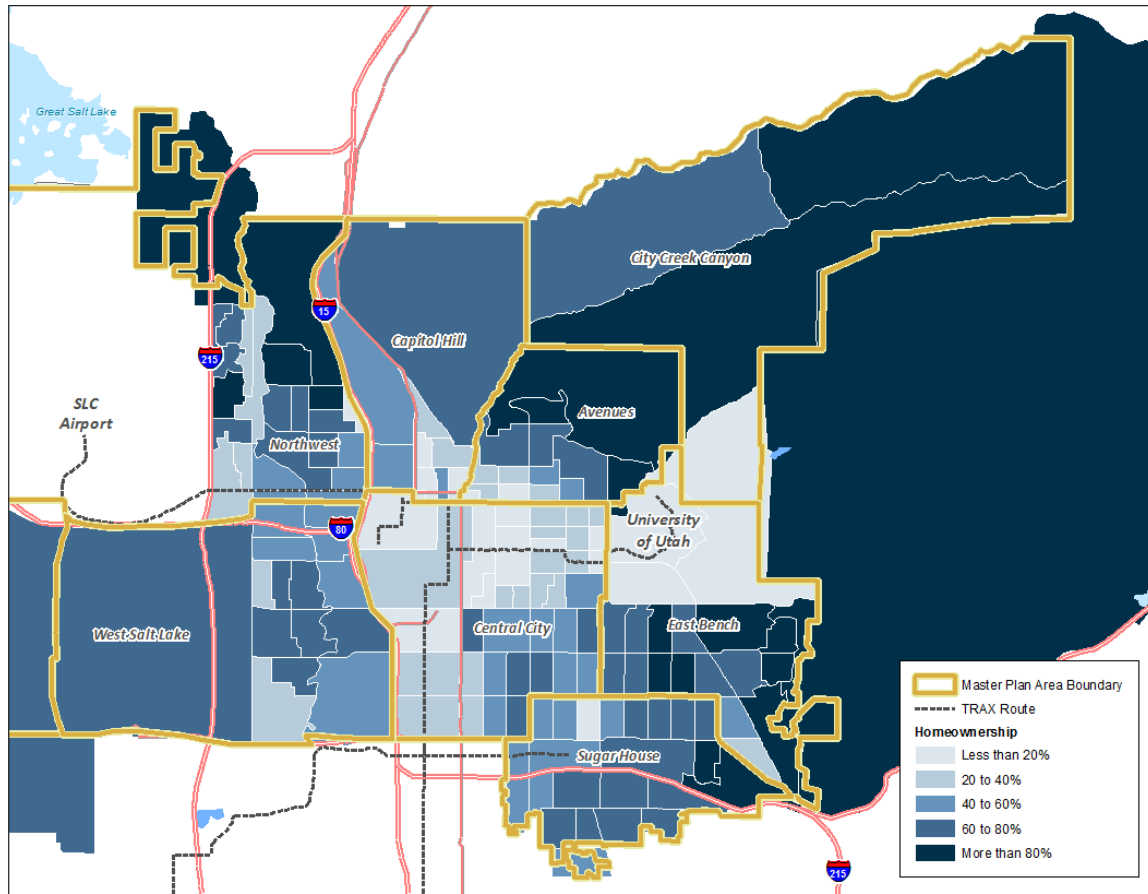 Great Salt Lake
City Creek Canyon
15
Capitol Hill
215
SLC
Airport
Avenues
Northwest
University
of Utah
80
West Salt Lake
Central City
East Bench
Sugar House
215
Master Plan Area Boundary
TRAX Route
Homeownership
Less than 20%
20 to 40%
40 to 60%
60 to 80%
More than 80%